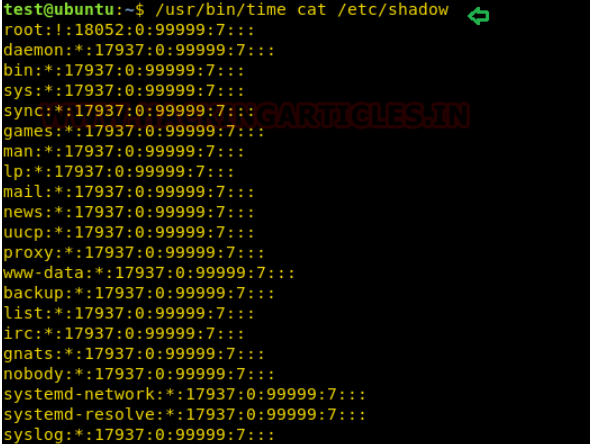 test@ubuntu:~$ /usr/bin/time cat /etc/shadow
root:!:18052:0:99999:7:::
daemon:*:17937:0:99999:7:::
bin:*:17937:0:99999:7:::
sys:*:17937:0:99999:7:::
sync:*:17937:0:99999:7:::
games:*:17937:0:99999:7:::
man:*:17937:0:99999:7:::
lp:*:17937:0:99999:7:::
mail:*:17937:0:99999:7:::
news:*:17937:0:99999:7:::
uucp:*:17937:0:99999:7:::
proxy:*:17937:0:99999:7:::
www-data:*:17937:0:99999:7:::
backup:*:17937:0:99999:7:::
list:*:17937:0:99999:7:::
irc:*:17937:0:99999:7:::
gnats:*:17937:0:99999:7:::
nobody:*:17937:0:99999:7:::
systemd-network:*:17937:0:99999:7:::
systemd-resolve:*:17937:0:99999:7:::
syslog:*:17937:0:99999:7:::